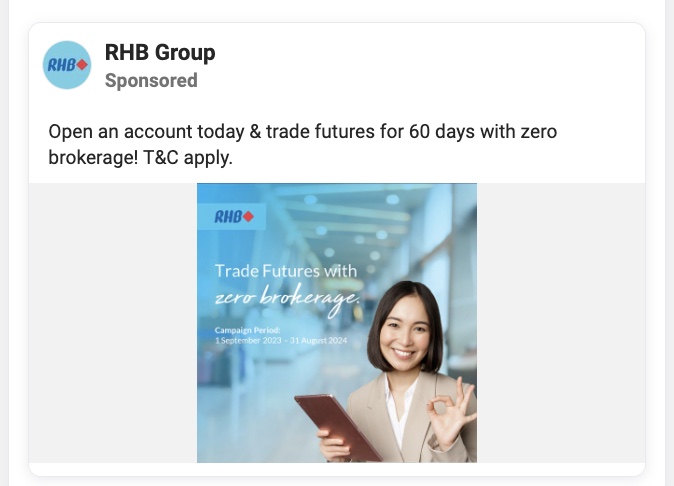 RHB
RHB Group
Sponsored
Open an account today & trade futures for 60 days with zero
brokerage! T&C apply.
RHB
Trade Futures with
zero brokerage.
Campaign Period:
1 September 2023 – 31 August 2024